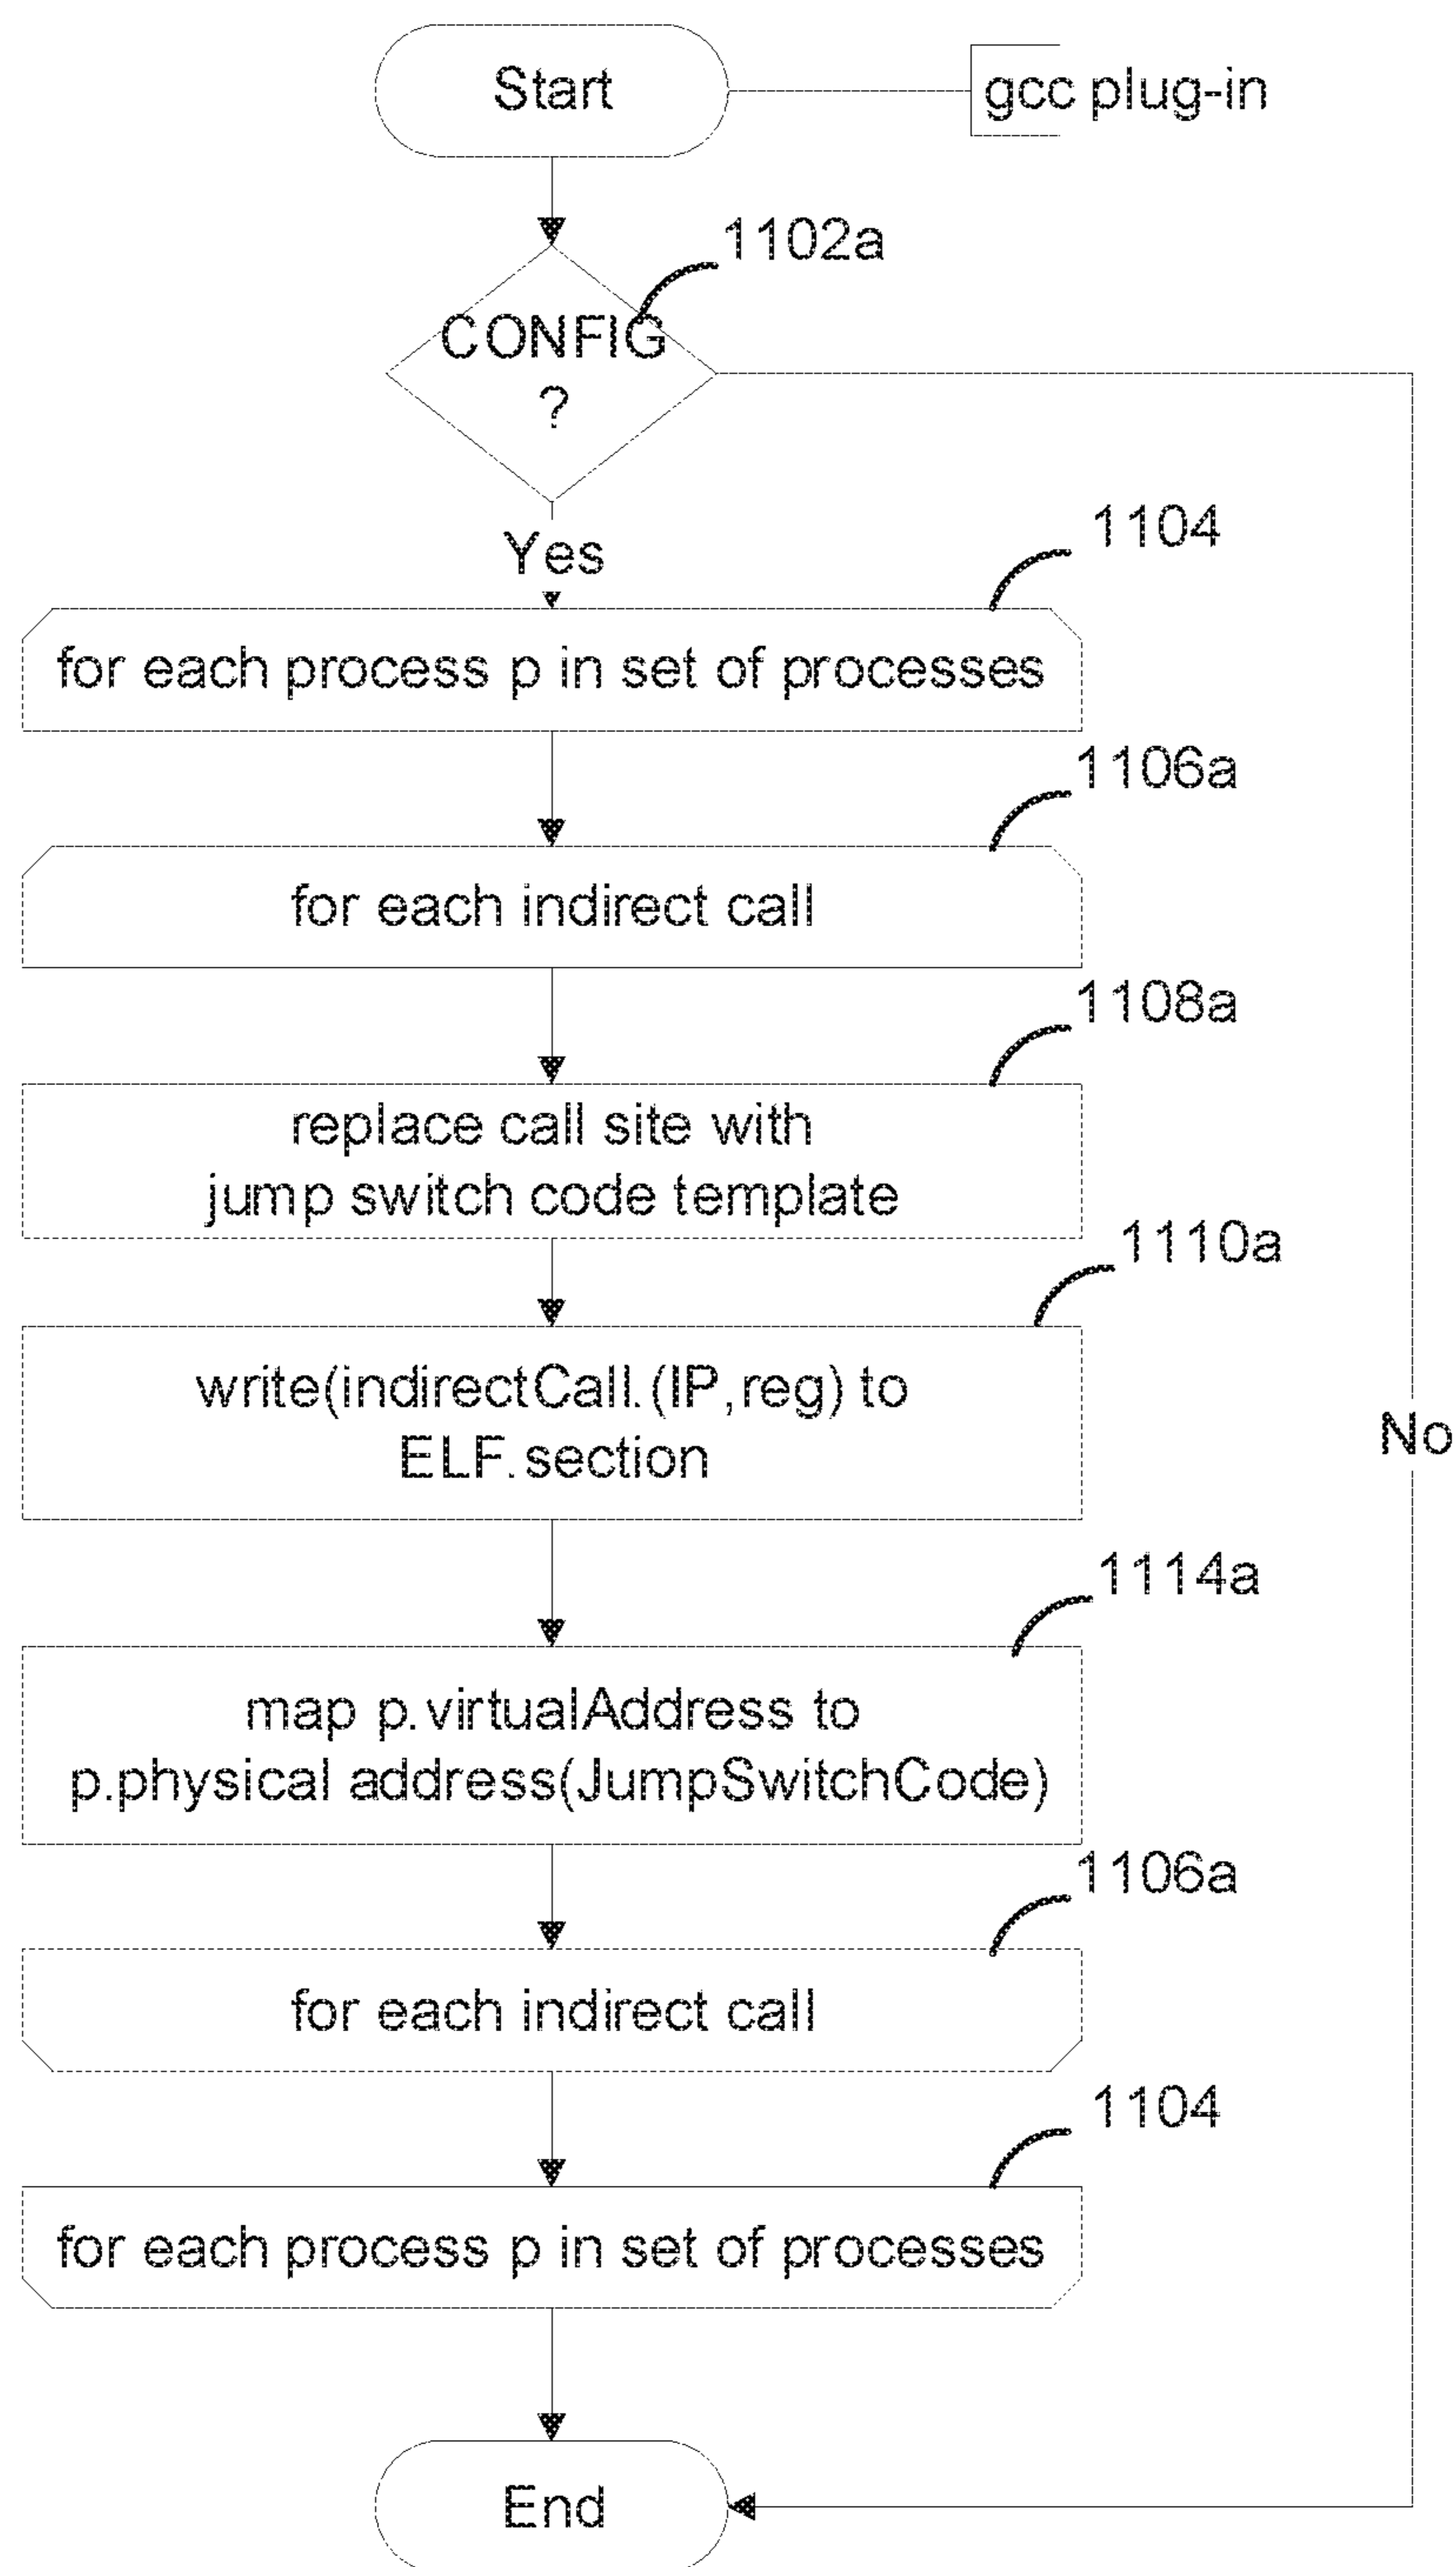 Start
gcc plug-in
1102a
CONFIG
?
Yes
1104
for each process p in set of processes
1106a
for each indirect call
1108a
replace call site with
jump switch code template
1110a
write(indirectCall.(IP,reg) to
ELF.section
No
1114a
map p.virtualAddress to
p.physical address(JumpSwitchCode)
1106a
for each indirect call
1104
for each process p in set of processes
End